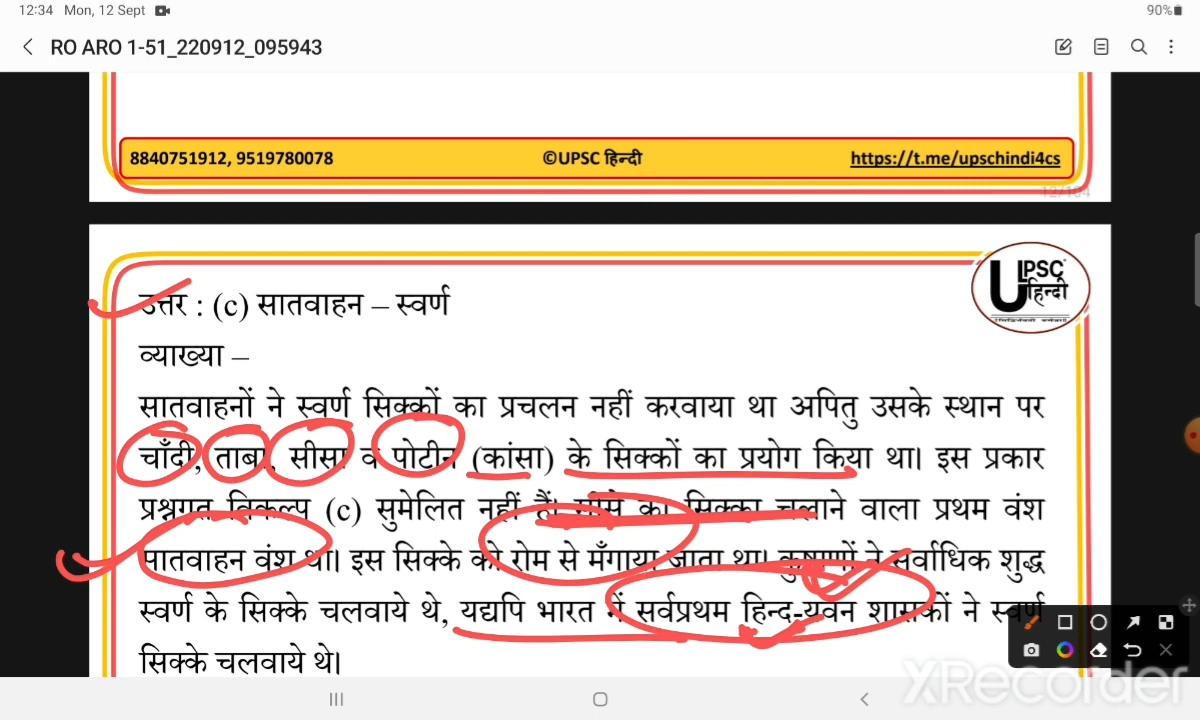 12:34 Mon, 12 Sept
90%
RO ARO 1-51_220912_095943
8840751912, 9519780078 ©UPSC हिन्दी https://t.me/upschindi4cs
12/104
UPSC
हिन्दी
उत्तर : (c) सातवाहन – स्वर्ण
व्याख्या –
सातवाहनों ने स्वर्ण सिक्कों का प्रचलन नहीं करवाया था अपितु उसके स्थान पर
चाँदी, ताबा, सीसा व पोटीन (कांसा) के सिक्कों का प्रयोग किया था। इस प्रकार
प्रश्नगत विकल्प (c) सुमेलित नहीं हैं। सीसे का सिक्का चलाने वाला प्रथम वंश
सातवाहन वंश था। इस सिक्के को रोम से मँगाया जाता था। कुषाणों ने सर्वाधिक शुद्ध
स्वर्ण के सिक्के चलवाये थे, यद्यपि भारत में सर्वप्रथम हिन्द-यवन शासकों ने स्वर्ण
सिक्के चलवाये थे।
XRecorder